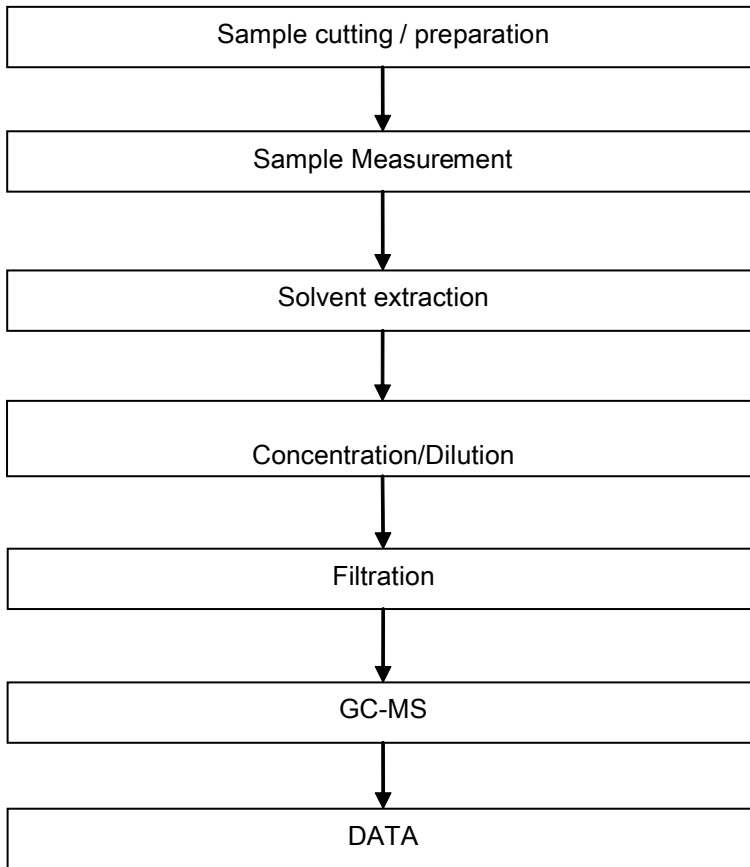 Sample cutting / preparation
Sample Measurement
Solvent extraction
Concentration/Dilution
Filtration
GC-MS
DATA